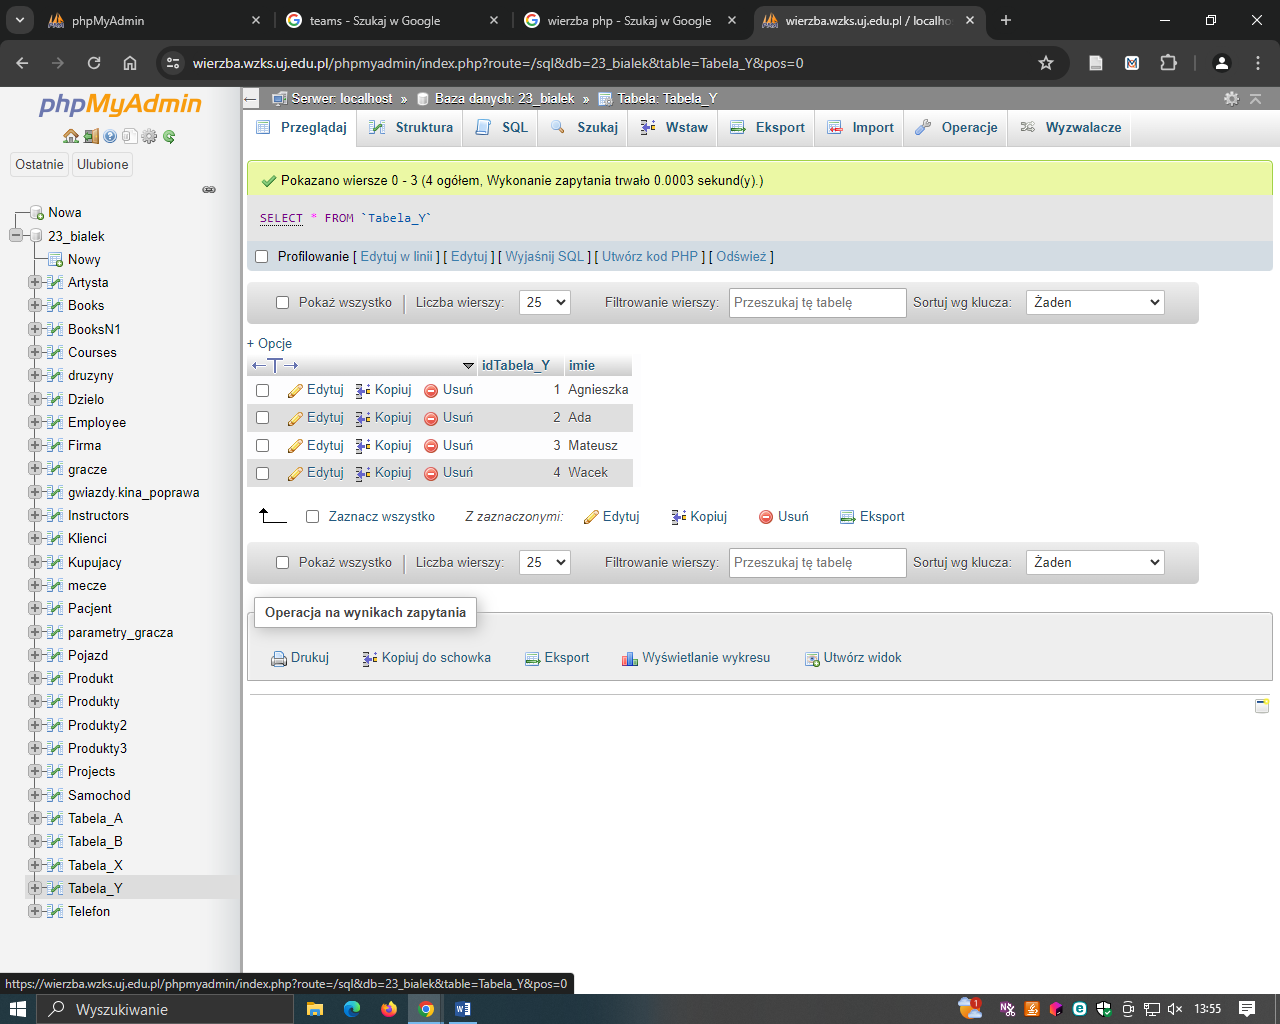 phpMyAdmin
teams - Szukaj w Google
wierzba php - Szukaj w Google
wierzba.wzks.uj.edu.pl / localhos
wierzba.wzks.uj.edu.pl/phpmyadmin/index.php?route=/sql&db=23_bialek&table=Tabela_Y&pos=0
phpMyAdmin
Ostatnie
Ulubione
Nowa
23_bialek
Nowy
Artysta
Books
BooksN1
Courses
druzyny
Dzielo
Employee
Firma
gracze
gwiazdy.kina_poprawa
Instructors
Klienci
Kupujacy
mecze
Pacjent
parametry_gracza
Pojazd
Produkt
Produkty
Produkty2
Produkty3
Projects
Samochod
Tabela_A
Tabela_B
Tabela_X
Tabela_Y
Telefon
Serwer: localhost » Baza danych: 23_bialek » Tabela: Tabela_Y
Przeglądaj Struktura SQL Szukaj Wstaw Eksport Import Operacje Wyzwalacze
Pokazano wiersze 0 - 3 (4 ogółem, Wykonanie zapytania trwało 0.0003 sekund(y).)
SELECT * FROM `Tabela_Y`
Profilowanie [ Edytuj w linii ] [ Edytuj ] [ Wyjaśnij SQL ] [ Utwórz kod PHP ] [ Odśwież ]
Pokaż wszystko Liczba wierszy: 25 Filtrowanie wierszy: Przeszukaj tę tabelę Sortuj wg klucza: Żaden
+ Opcje
idTabela_Y imie
Edytuj Kopiuj Usuń 1 Agnieszka
Edytuj Kopiuj Usuń 2 Ada
Edytuj Kopiuj Usuń 3 Mateusz
Edytuj Kopiuj Usuń 4 Wacek
Zaznacz wszystko Z zaznaczonymi: Edytuj Kopiuj Usuń Eksport
Pokaż wszystko Liczba wierszy: 25 Filtrowanie wierszy: Przeszukaj tę tabelę Sortuj wg klucza: Żaden
Operacja na wynikach zapytania
Drukuj Kopiuj do schowka Eksport Wyświetlanie wykresu Utwórz widok
https://wierzba.wzks.uj.edu.pl/phpmyadmin/index.php?route=/sql&db=23_bialek&table=Tabela_Y&pos=0
Wyszukiwanie
1
13:55